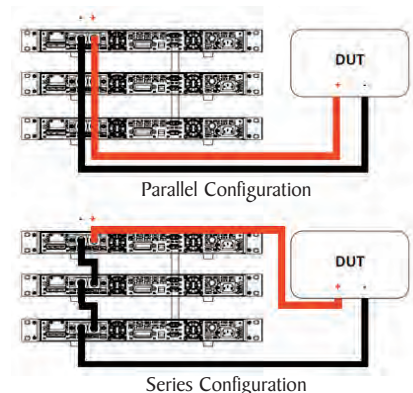 - +
DUT
+ -
Parallel Configuration
- +
DUT
+ -
Series Configuration